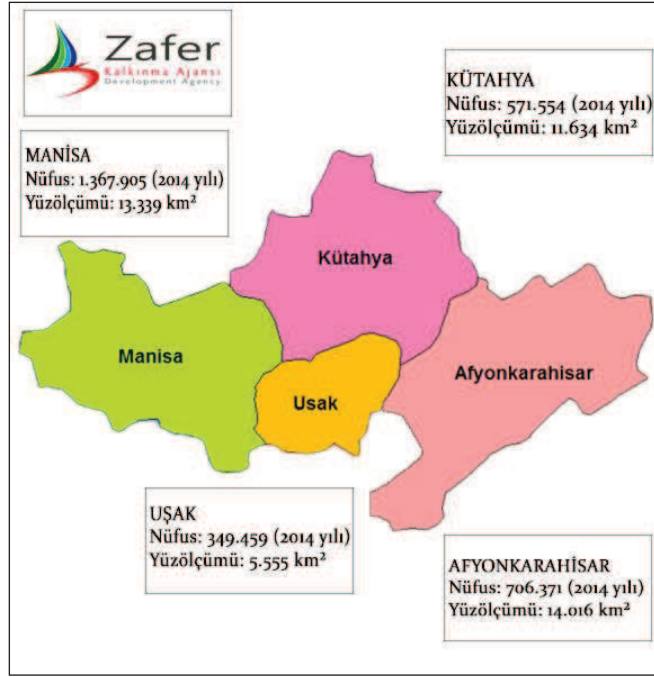 Zafer
Kalkınma Ajansı
Development Agency
KÜTAHYA
Nüfus: 571.554 (2014 yılı)
Yüzölçümü: 11.634 km²
MANİSA
Nüfus: 1.367.905 (2014 yılı)
Yüzölçümü: 13.339 km²
Kütahya
Manisa
Usak
Afyonkarahisar
UŞAK
Nüfus: 349.459 (2014 yılı)
Yüzölçümü: 5.555 km²
AFYONKARAHİSAR
Nüfus: 706.371 (2014 yılı)
Yüzölçümü: 14.016 km²